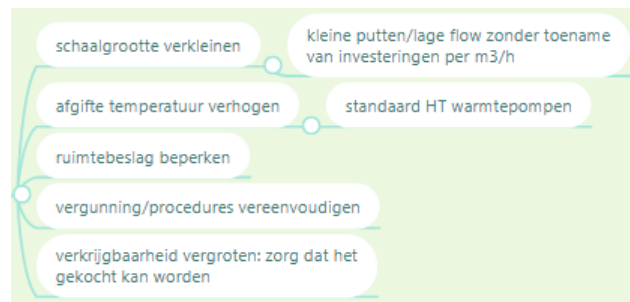 schaalgrootte verkleinen
kleine putten/lage flow zonder toename
van investeringen per m3/h
afgifte temperatuur verhogen
standaard HT warmtepompen
ruimtebeslag beperken
vergunning/procedures vereenvoudigen
verkrijgbaarheid vergroten: zorg dat het
gekocht kan worden